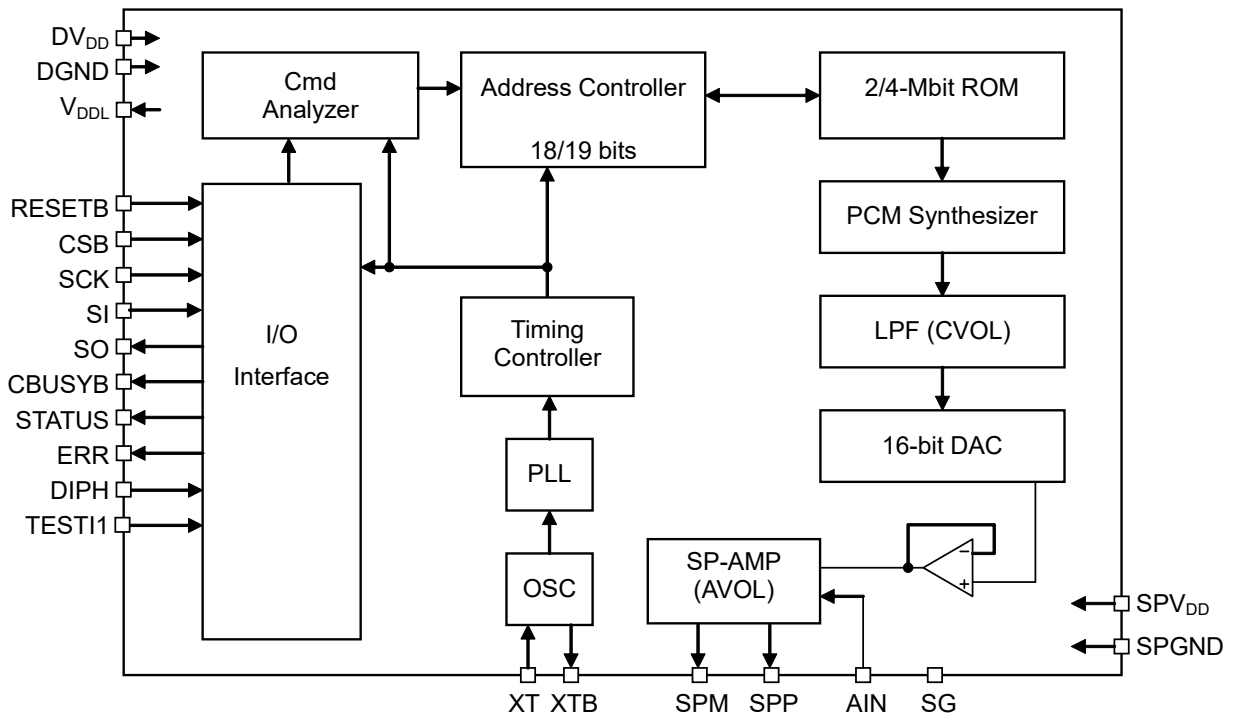 DVDD
DGND
VDDL
RESETB
CSB
SCK
SI
SO
CBUSYB
STATUS
ERR
DIPH
TESTI1
Cmd
Analyzer
Address Controller
18/19 bits
2/4-Mbit ROM
PCM Synthesizer
LPF (CVOL)
16-bit DAC
I/O
Interface
Timing
Controller
PLL
OSC
SP-AMP
(AVOL)
−
+
SPVDD
SPGND
XT
XTB
SPM
SPP
AIN
SG